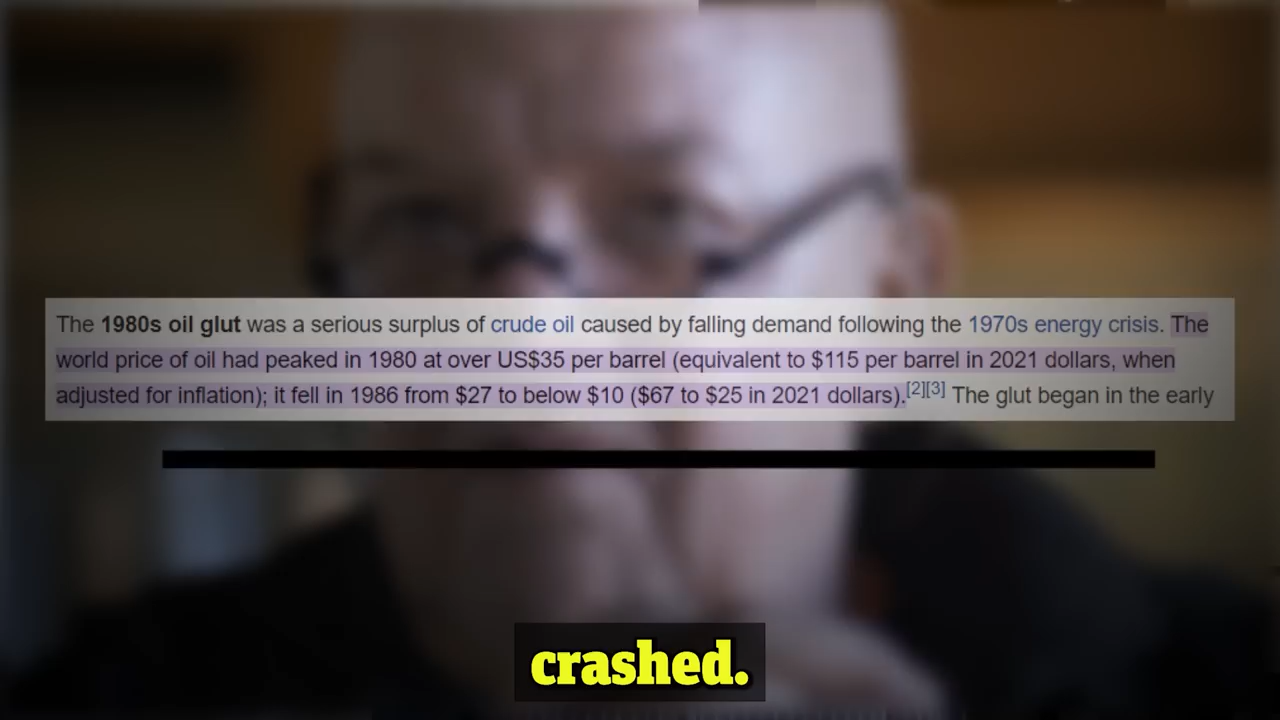 The 1980s oil glut was a serious surplus of crude oil caused by falling demand following the 1970s energy crisis. The
world price of oil had peaked in 1980 at over US$35 per barrel (equivalent to $115 per barrel in 2021 dollars, when
adjusted for inflation); it fell in 1986 from $27 to below $10 ($67 to $25 in 2021 dollars).[2][3] The glut began in the early
crashed.